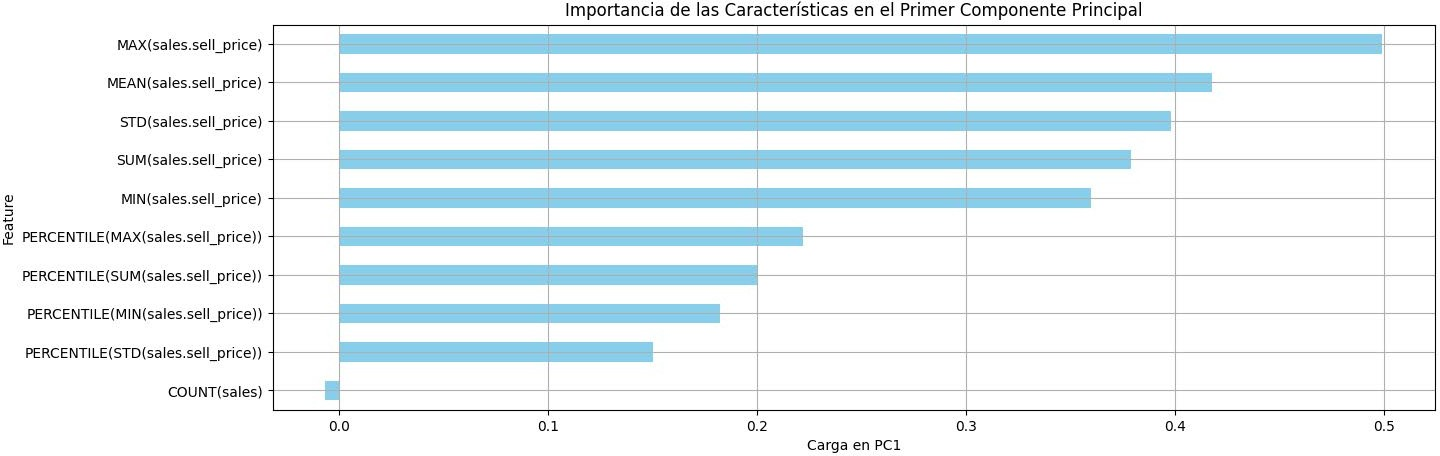 Importancia de las Características en el Primer Componente Principal
MAX(sales.sell_price)
MEAN(sales.sell_price)
STD(sales.sell_price)
SUM(sales.sell_price)
MIN(sales.sell_price)
PERCENTILE(MAX(sales.sell_price))
PERCENTILE(SUM(sales.sell_price))
PERCENTILE(MIN(sales.sell_price))
PERCENTILE(STD(sales.sell_price))
COUNT(sales)
Feature
0.0 0.1 0.2 0.3 0.4 0.5
Carga en PC1